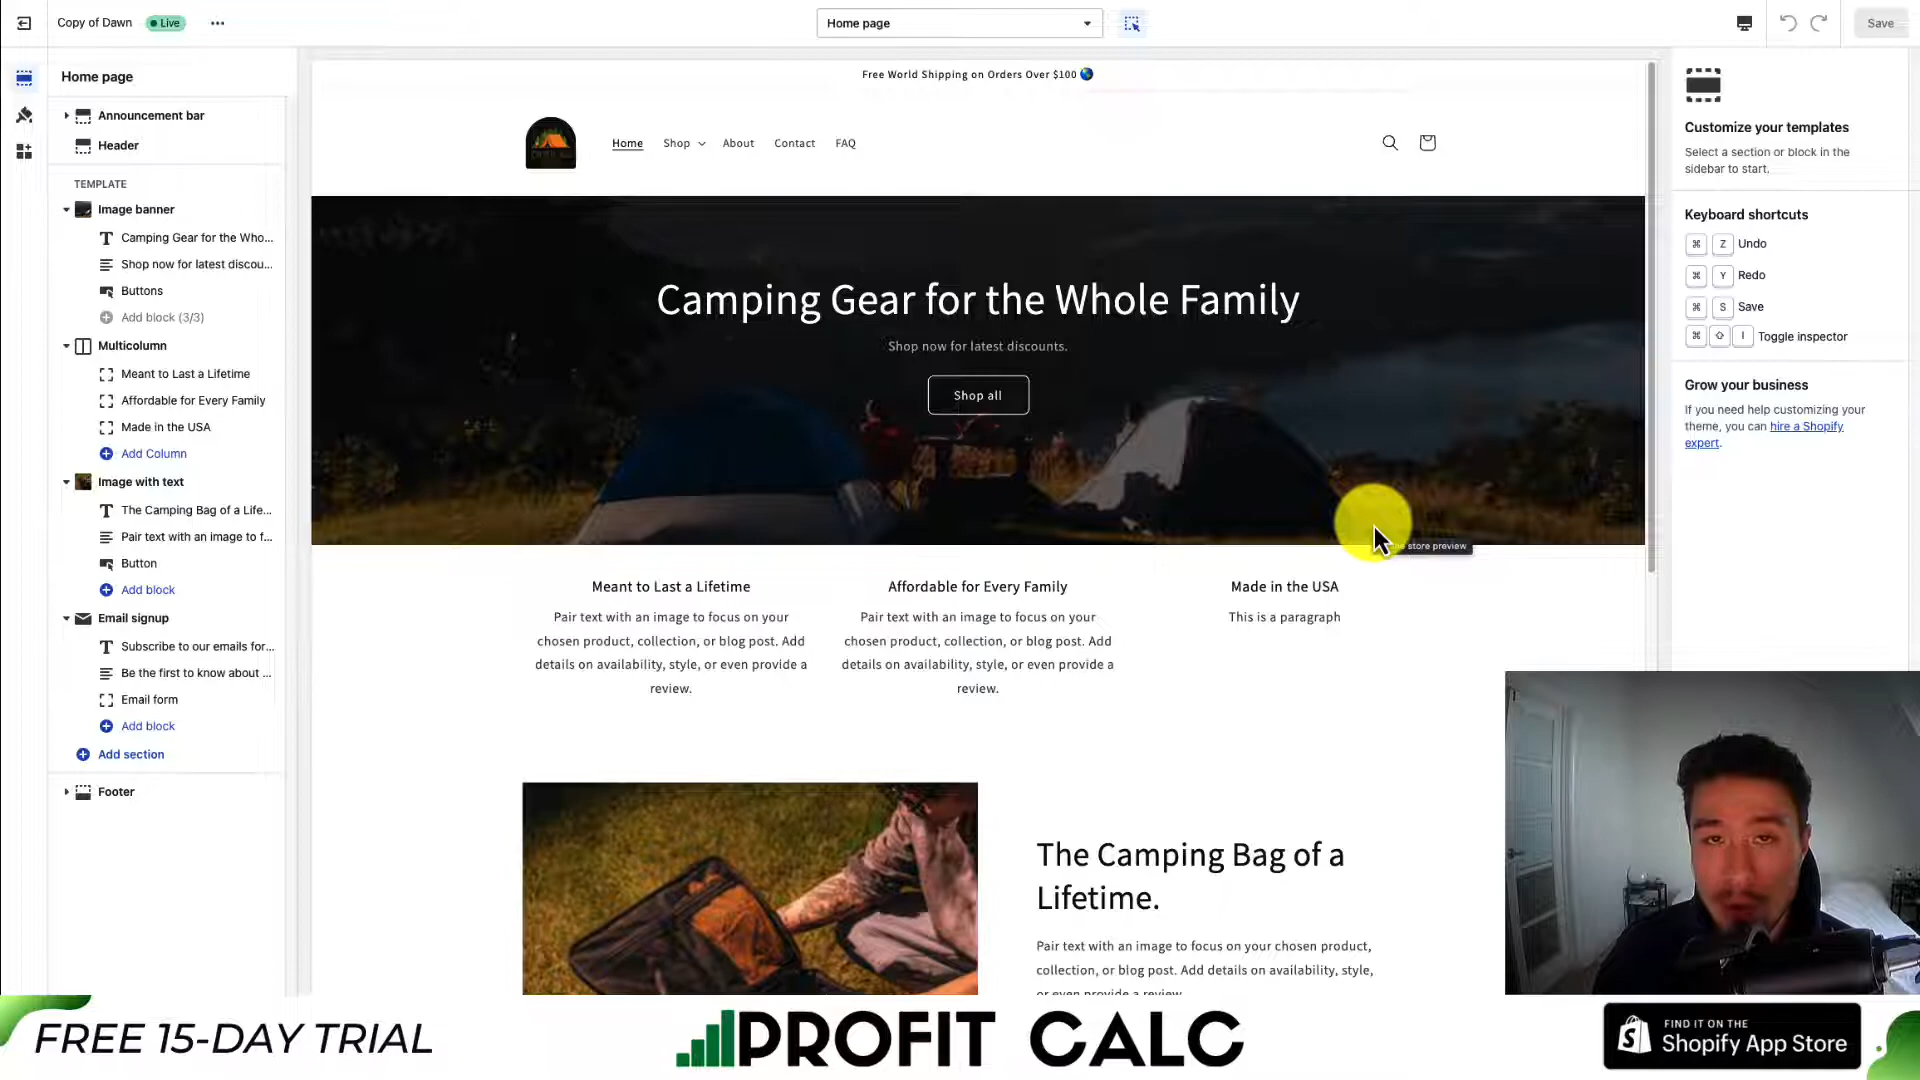 Copy of Dawn
Live
Home page
Save
Home page
Announcement bar
Header
TEMPLATE
Image banner
Camping Gear for the Who...
Shop now for latest discou...
Buttons
Add block (3/3)
Multicolumn
Meant to Last a Lifetime
Affordable for Every Family
Made in the USA
Add Column
Image with text
The Camping Bag of a Life...
Pair text with an image to f...
Button
Add block
Email signup
Subscribe to our emails for...
Be the first to know about ...
Email form
Add block
Add section
Footer
Free World Shipping on Orders Over $100 🌎
Home
Shop
About
Contact
FAQ
Camping Gear for the Whole Family
Shop now for latest discounts.
Shop all
store preview
Meant to Last a Lifetime
Pair text with an image to focus on your
chosen product, collection, or blog post. Add
details on availability, style, or even provide a
review.
Affordable for Every Family
Pair text with an image to focus on your
chosen product, collection, or blog post. Add
details on availability, style, or even provide a
review.
Made in the USA
This is a paragraph
The Camping Bag of a
Lifetime.
Pair text with an image to focus on your chosen product,
collection, or blog post. Add details on availability, style,
or even provide a review.
Customize your templates
Select a section or block in the
sidebar to start.
Keyboard shortcuts
⌘ Z Undo
⌘ Y Redo
⌘ S Save
⌘ ⇧ I Toggle inspector
Grow your business
If you need help customizing your
theme, you can hire a Shopify
expert.
FREE 15-DAY TRIAL
PROFIT CALC
FIND IT ON THE
Shopify App Store